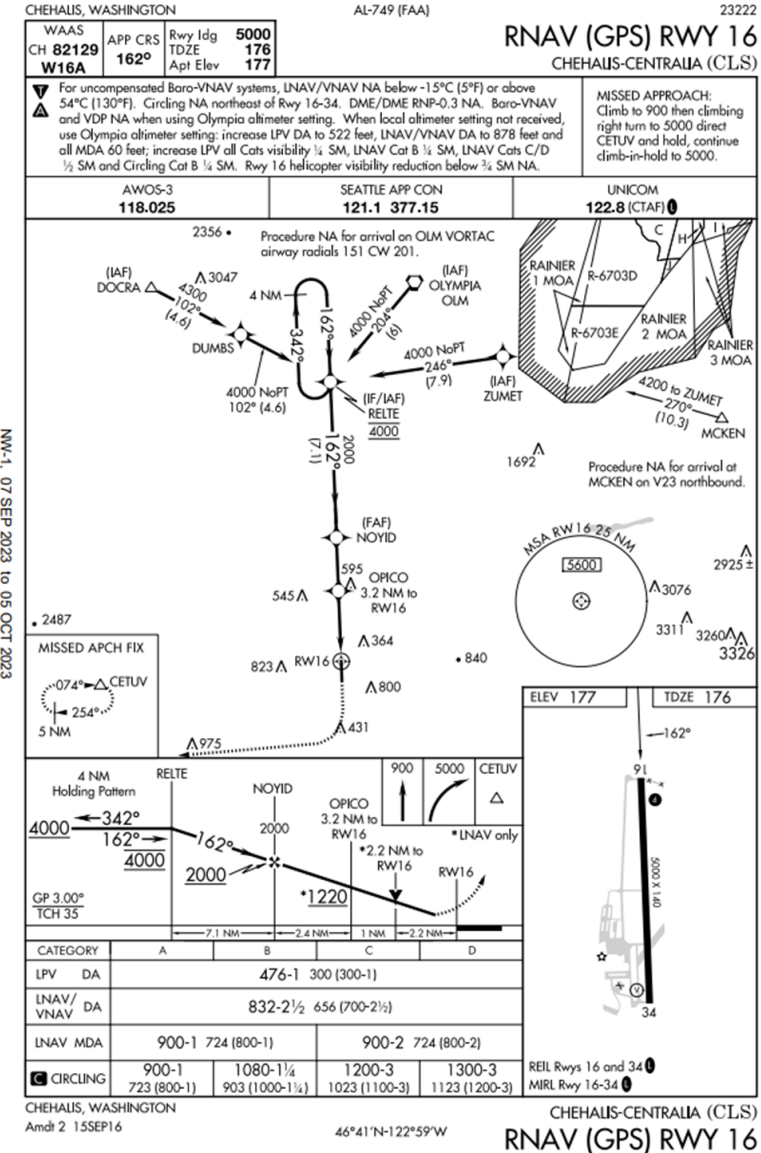 CHEHALIS, WASHINGTON
AL-749 (FAA)
23222
WAAS
CH 82129
W16A
APP CRS
162°
Rwy Idg 5000
TDZE 176
Apt Elev 177
RNAV (GPS) RWY 16
CHEHALIS-CENTRALIA (CLS)
T
A
For uncompensated Baro-VNAV systems, LNAV/VNAV NA below -15°C (5°F) or above
54°C (130°F). Circling NA northeast of Rwy 16-34. DME/DME RNP-0.3 NA. Baro-VNAV
and VDP NA when using Olympia altimeter setting. When local altimeter setting not received,
use Olympia altimeter setting: increase LPV DA to 522 feet, LNAV/VNAV DA to 878 feet and
all MDA 60 feet; increase LPV all Cats visibility ¼ SM, LNAV Cat B ¼ SM, LNAV Cats C/D
½ SM and Circling Cat B ¼ SM. Rwy 16 helicopter visibility reduction below ¾ SM NA.
MISSED APPROACH:
Climb to 900 then climbing
right turn to 5000 direct
CETUV and hold, continue
climb-in-hold to 5000.
AWOS-3
118.025
SEATTLE APP CON
121.1 377.15
UNICOM
122.8 (CTAF) L
2356
Procedure NA for arrival on OLM VORTAC
airway radials 151 CW 201.
(IAF)
DOCRA
3047
4300
102°
(4.6)
DUMBS
4000 NoPT
102° (4.6)
4 NM
342°
162°
(IAF)
OLYMPIA
OLM
4000 NoPT
204°
(6)
4000 NoPT
246°
(7.9)
(IAF)
ZUMET
(IF/IAF)
RELTE
4000
C
H
I
RAINIER
1 MOA
R-6703D
R-6703E
RAINIER
2 MOA
RAINIER
3 MOA
4200 to ZUMET
270°
(10.3)
MCKEN
2000
162°
(7.1)
1692
Procedure NA for arrival at
MCKEN on V23 northbound.
(FAF)
NOYID
595
OPICO
3.2 NM to
RW16
545
MSA RW16 25 NM
5600
2925 ±
3076
3311
3260
3326
2487
364
823
RW16
840
800
431
975
MISSED APCH FIX
074°
CETUV
254°
5 NM
NW-1, 07 SEP 2023 to 05 OCT 2023
ELEV 177
TDZE 176
162°
16
4
5000 X 140
V
34
REIL Rwys 16 and 34 L
MIRL Rwy 16-34 L
4 NM
Holding Pattern
RELTE
NOYID
2000
OPICO
3.2 NM to
RW16
900
5000
CETUV
*LNAV only
*2.2 NM to
RW16
RW16
4000
342°
162°
4000
162°
2000
*1220
GP 3.00°
TCH 35
7.1 NM
2.4 NM
1 NM
2.2 NM
CATEGORY A B C D
LPV DA 476-1 300 (300-1)
LNAV/
VNAV DA 832-2½ 656 (700-2½)
LNAV MDA 900-1 724 (800-1) 900-2 724 (800-2)
C CIRCLING
900-1
723 (800-1)
1080-1¼
903 (1000-1¼)
1200-3
1023 (1100-3)
1300-3
1123 (1200-3)
CHEHALIS, WASHINGTON
Amdt 2 15SEP16
46°41'N-122°59'W
CHEHALIS-CENTRALIA (CLS)
RNAV (GPS) RWY 16